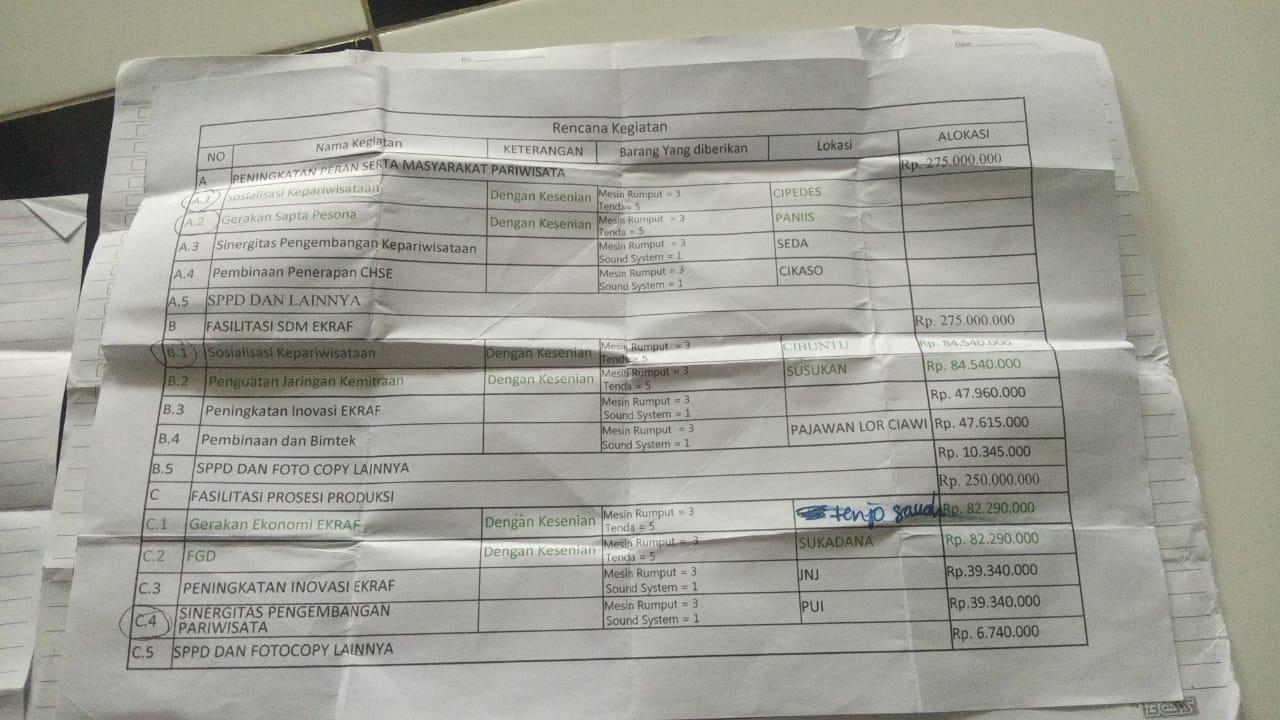 No.
No.
Date:
Rencana Kegiatan
NO Nama Kegiatan KETERANGAN Barang Yang diberikan Lokasi ALOKASI
A PENINGKATAN PERAN SERTA MASYARAKAT PARIWISATA Rp. 275.000.000
A.1 sosialisasi Kepariwisataan Dengan Kesenian Mesin Rumput = 3 CIPEDES
Tenda= 5
A.2 Gerakan Sapta Pesona Dengan Kesenian Mesin Rumput = 3 PANIIS
Tenda = 5
A.3 Sinergitas Pengembangan Kepariwisataan Mesin Rumput = 3 SEDA
Sound System = 1
A.4 Pembinaan Penerapan CHSE Mesin Rumput = 3 CIKASO
Sound System = 1
A.5 SPPD DAN LAINNYA
B FASILITASI SDM EKRAF Rp. 275.000.000
B.1 Sosialisasi Kepariwisataan Dengan Kesenian Mesin Rumput = 3 CIBUNTU Rp. 84.540.000
Tenda = 5
B.2 Penguatan Jaringan Kemitraan Dengan Kesenian Mesin Rumput = 3 SUSUKAN Rp. 84.540.000
Tenda = 5
B.3 Peningkatan Inovasi EKRAF Mesin Rumput = 3 Rp. 47.960.000
Sound System = 1
B.4 Pembinaan dan Bimtek Mesin Rumput = 3 PAJAWAN LOR CIAWI Rp. 47.615.000
Sound System = 1
B.5 SPPD DAN FOTO COPY LAINNYA Rp. 10.345.000
C FASILITASI PROSESI PRODUKSI Rp. 250.000.000
C.1 Gerakan Ekonomi EKRAF Dengan Kesenian Mesin Rumput = 3 tenjo Rp. 82.290.000
Tenda = 5
C.2 FGD Dengan Kesenian Mesin Rumput = 3 SUKADANA Rp. 82.290.000
Tenda = 5
C.3 PENINGKATAN INOVASI EKRAF Mesin Rumput = 3 JNJ Rp.39.340.000
Sound System = 1
C.4 SINERGITAS PENGEMBANGAN Mesin Rumput = 3 PUI Rp.39.340.000
PARIWISATA Sound System = 1
C.5 SPPD DAN FOTOCOPY LAINNYA Rp. 6.740.000